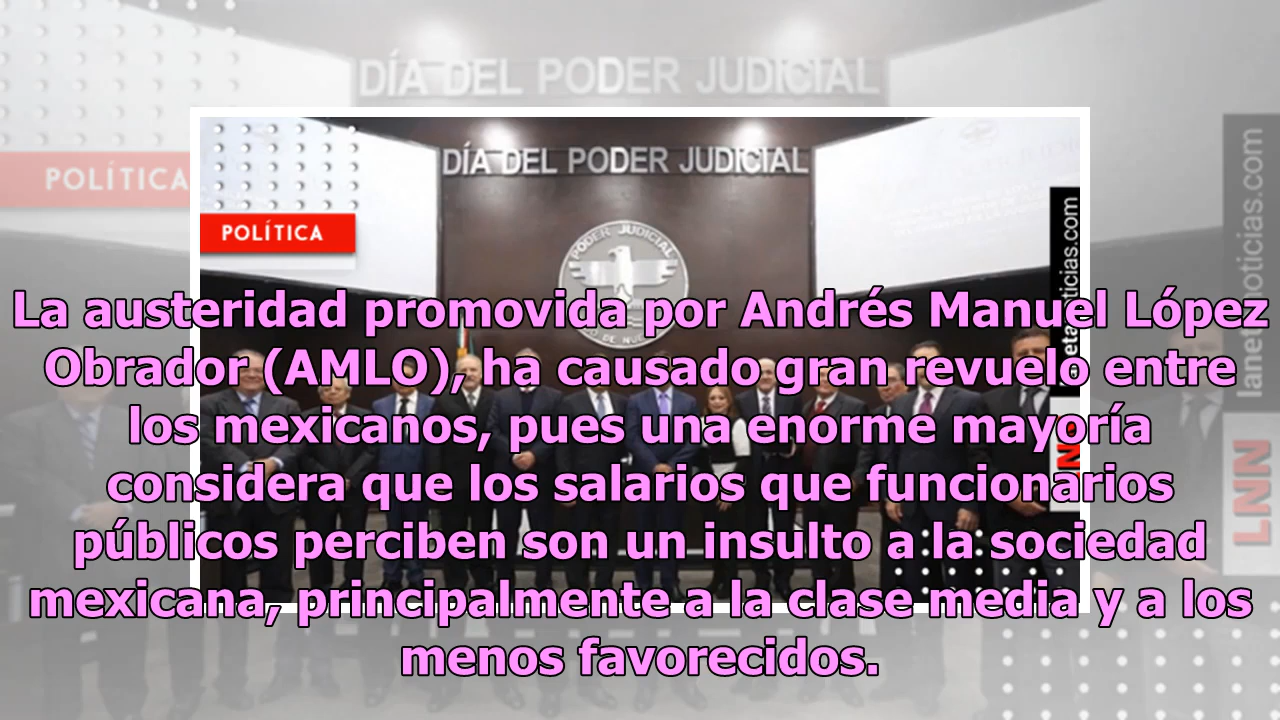 DÍA DEL PODER JUDICIAL
DÍA DEL PODER JUDICIAL
POLÍTICA
POLÍTICA
PODER JUDICIAL
lanetanoticias.com
La austeridad promovida por Andrés Manuel López
Obrador (AMLO), ha causado gran revuelo entre
los mexicanos, pues una enorme mayoría
considera que los salarios que funcionarios
públicos perciben son un insulto a la sociedad
mexicana, principalmente a la clase media y a los
menos favorecidos.
LNN